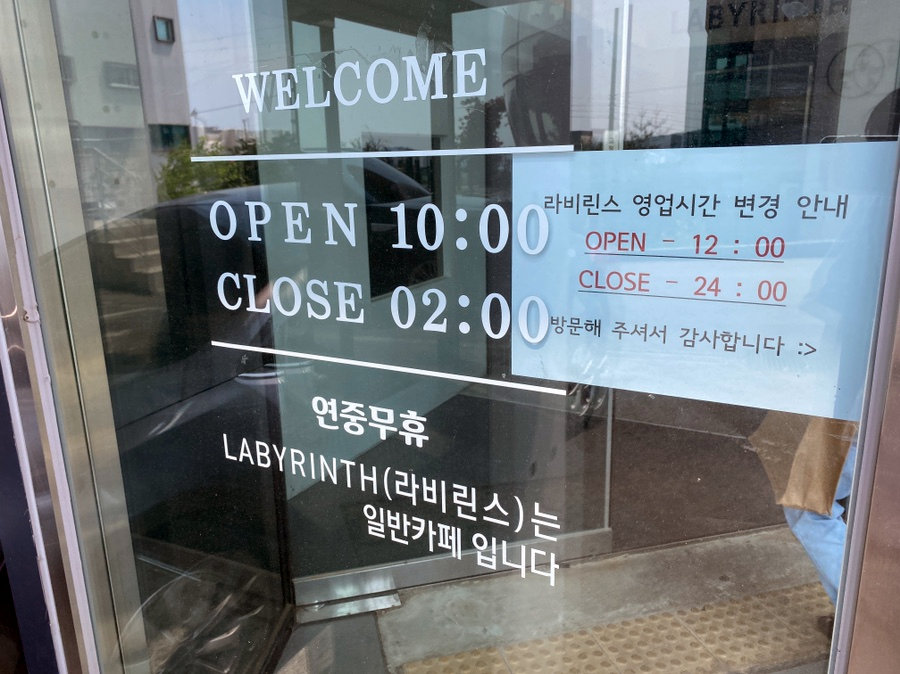 WELCOME
OPEN 10:00
CLOSE 02:00
연중무휴
LABYRINTH(라비린스)는
일반카페 입니다
라비린스 영업시간 변경 안내
OPEN - 12 : 00
CLOSE - 24 : 00
방문해 주셔서 감사합니다 :>
LABYRINTH